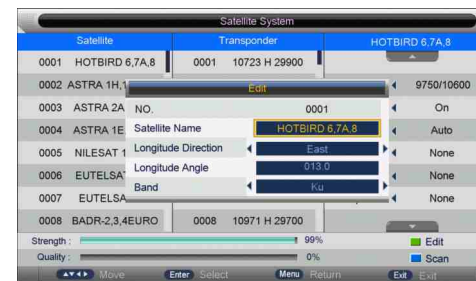 Satellite System
Satellite Transponder HOTBIRD 6,7A,8
0001 HOTBIRD 6,7A,8 0001 10723 H 29900
0002 ASTRA 1H,1 9750/10600
Edit
0003 ASTRA 2A On
NO. 0001
0004 ASTRA 1E Auto
Satellite Name HOTBIRD 6,7A,8
0005 NILESAT 1 None
Longitude Direction East
0006 EUTELSA None
Longitude Angle 013.0
0007 EUTELSA None
Band Ku
0008 BADR-2,3,4EURO 0008 10971 H 29700
Strength : 99% Edit
Quality : 0% Scan
Move Enter Select Menu Return Exit Exit